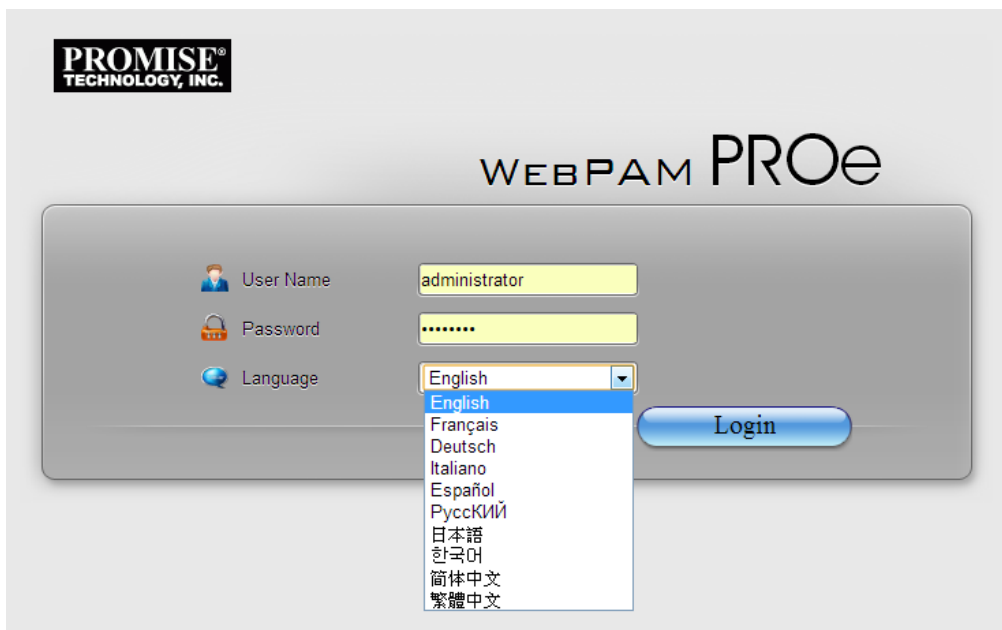 PROMISE®
TECHNOLOGY, INC.
WEBPAM PROe
User Name administrator
Password ••••••••
Language English
English
Français
Deutsch
Italiano
Español
РуссКИЙ
日本語
한국어
简体中文
繁體中文
Login